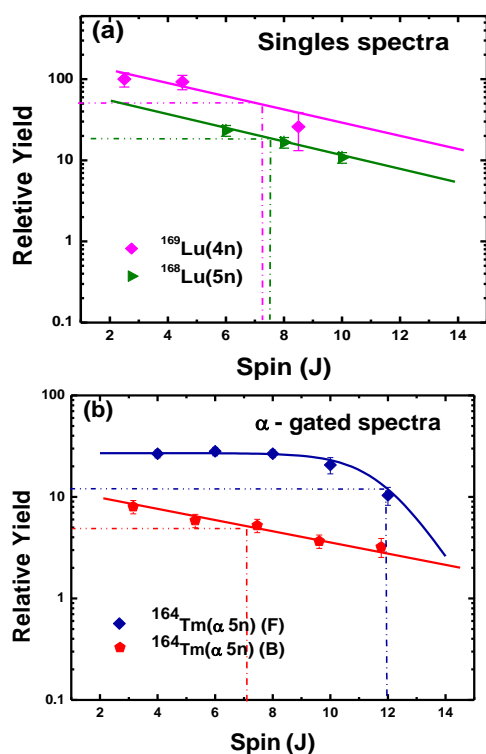 (a)
Singles spectra
Reletive Yield
100
10
1
0.1
¹⁶⁹Lu(4n)
¹⁶⁸Lu(5n)
2 4 6 8 10 12 14
Spin (J)
(b)
α - gated spectra
Relative Yield
100
10
1
0.1
¹⁶⁴Tm(α 5n) (F)
¹⁶⁴Tm(α 5n) (B)
2 4 6 8 10 12 14
Spin (J)